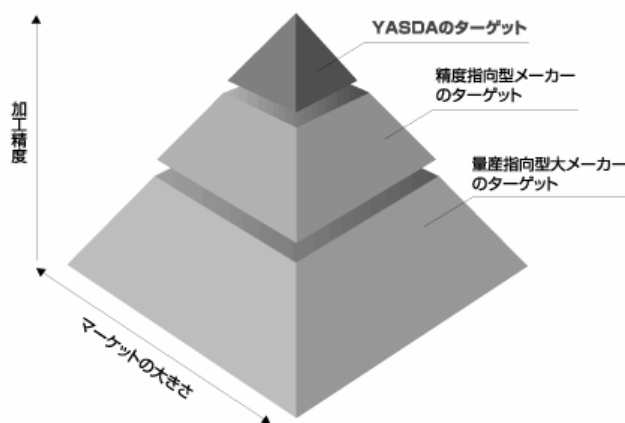 YASDAのターゲット
精度指向型メーカー
のターゲット
量産指向型大メーカー
のターゲット
加工精度
マーケットの大きさ